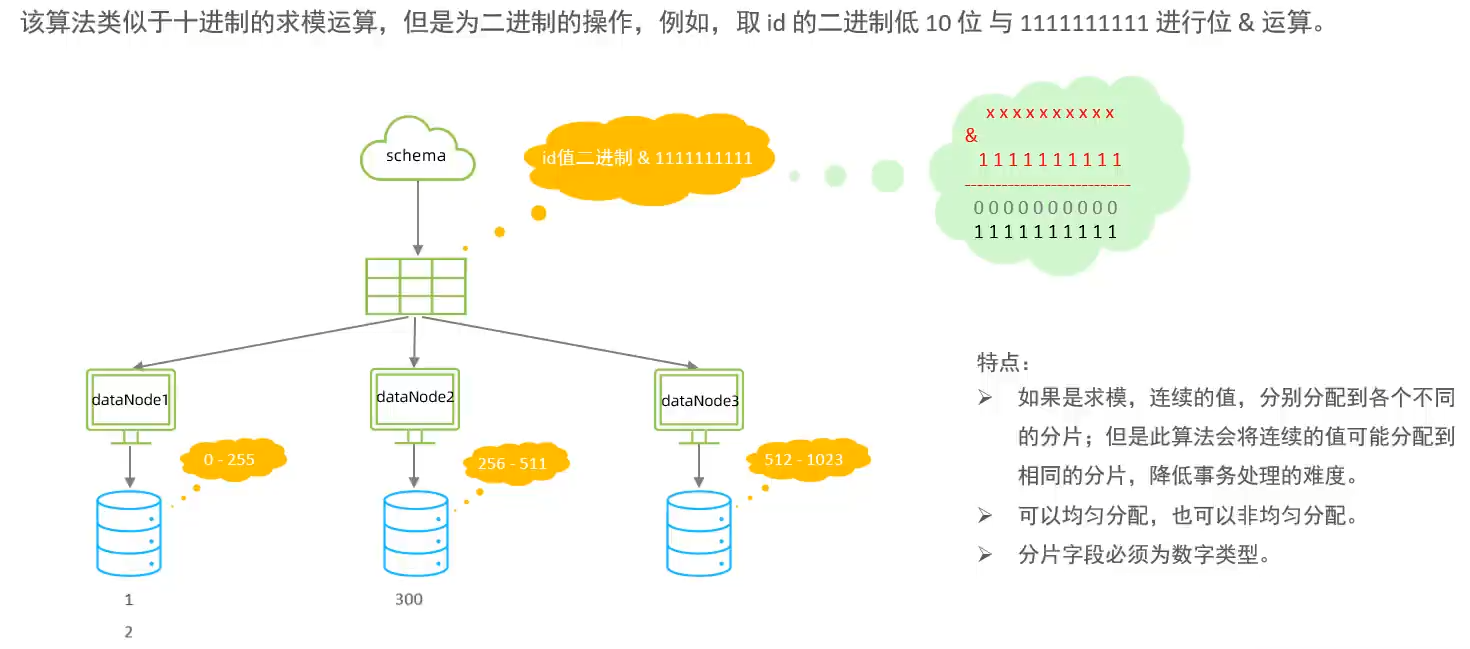 该算法类似于十进制的求模运算，但是为二进制的操作，例如，取 id 的二进制低 10 位 与 1111111111 进行位 & 运算。
schema
id值二进制 & 1111111111
x x x x x x x x x x
&
1 1 1 1 1 1 1 1 1 1
----------------------------
0 0 0 0 0 0 0 0 0 0
1 1 1 1 1 1 1 1 1 1
dataNode1
dataNode2
dataNode3
0 - 255
256 - 511
512 - 1023
1
300
2
特点：
➢ 如果是求模，连续的值，分别分配到各个不同
的分片；但是此算法会将连续的值可能分配到
相同的分片，降低事务处理的难度。
➢ 可以均匀分配，也可以非均匀分配。
➢ 分片字段必须为数字类型。